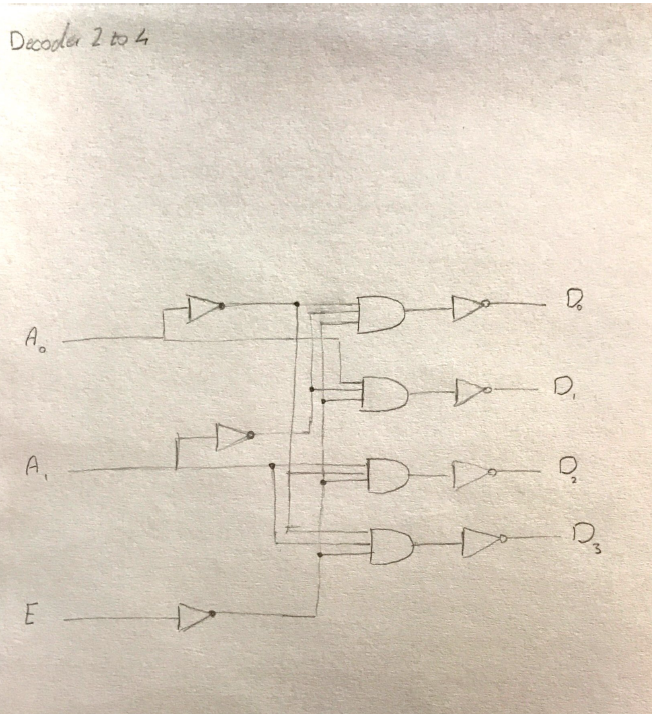 Decoder 2 to 4
D₀
A₀
D₁
A₁
D₂
D₃
E